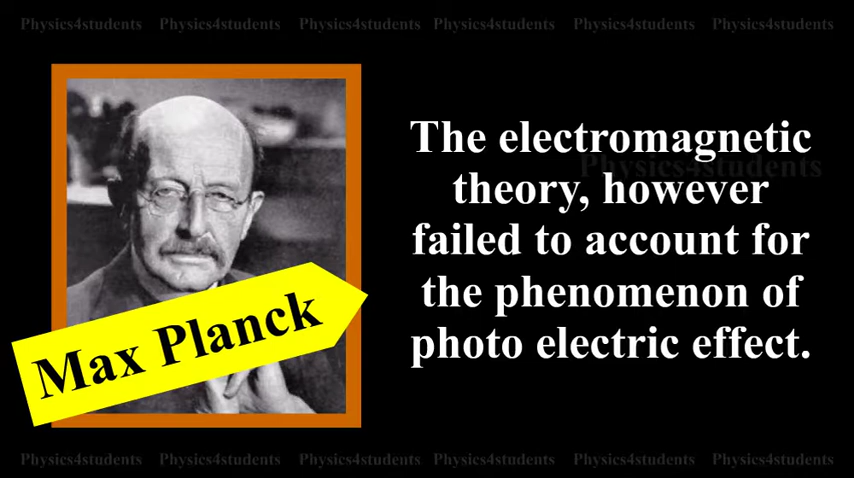 Physics4students Physics4students Physics4students Physics4students Physics4students Physics4students
The electromagnetic
Physics4students
theory, however
failed to account for
the phenomenon of
photo electric effect.
Max Planck
Physics4students Physics4students Physics4students Physics4students Physics4students Physics4students